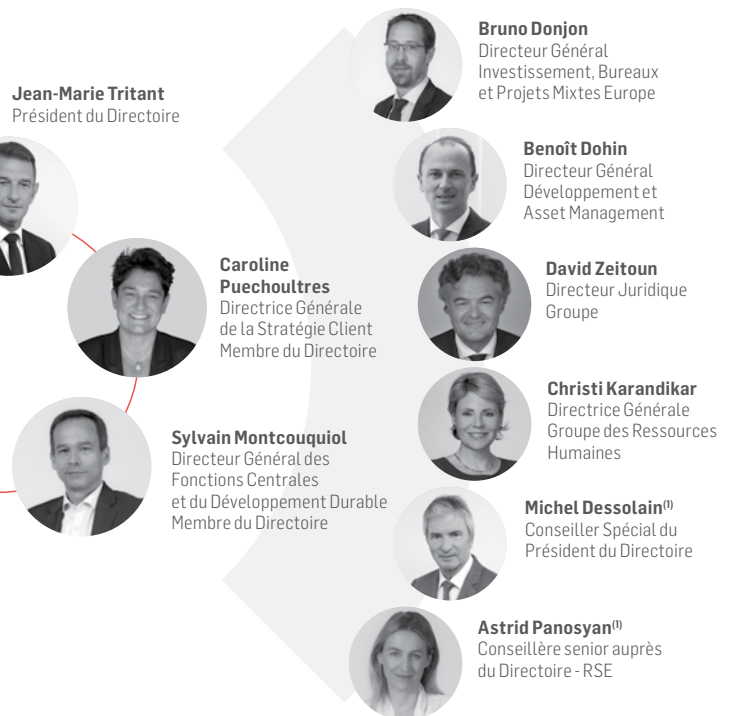 Jean-Marie Tritant
Président du Directoire
Caroline
Puechoultres
Directrice Générale
de la Stratégie Client
Membre du Directoire
Sylvain Montcouquiol
Directeur Général des
Fonctions Centrales
et du Développement Durable
Membre du Directoire
Bruno Donjon
Directeur Général
Investissement, Bureaux
et Projets Mixtes Europe
Benoît Dohin
Directeur Général
Développement et
Asset Management
David Zeitoun
Directeur Juridique
Groupe
Christi Karandikar
Directrice Générale
Groupe des Ressources
Humaines
Michel Dessolain(1)
Conseiller Spécial du
Président du Directoire
Astrid Panosyan(1)
Conseillère senior auprès
du Directoire - RSE